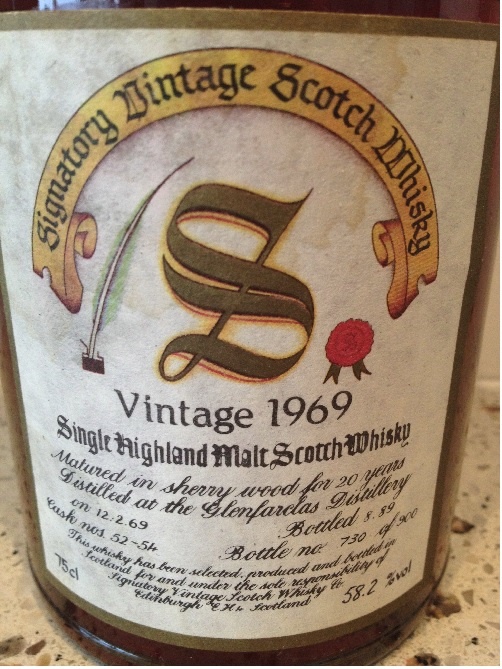 Signatory Vintage Scotch Whisky
S
Vintage 1969
Single Highland Malt Scotch Whisky
Matured in sherry wood for 20 years
Distilled at the Glenfarclas Distillery
on 12.2.69 Bottled 8.89
Cask nos. 52-54 Bottle no. 730 of 900
This whisky has been selected, produced and bottled in
Scotland for and under the sole responsibility of
Signatory Vintage Scotch Whisky Co
Edinburgh EH6 Scotland
75cl 58.2 %vol